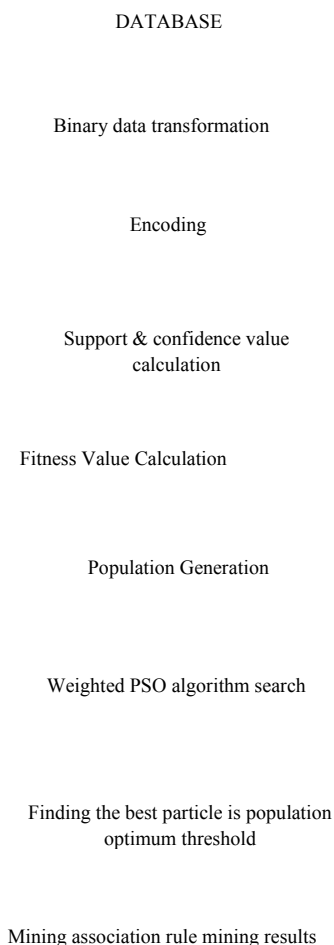 DATABASE
Binary data transformation
Encoding
Support & confidence value
calculation
Fitness Value Calculation
Population Generation
Weighted PSO algorithm search
Finding the best particle is population
optimum threshold
Mining association rule mining results